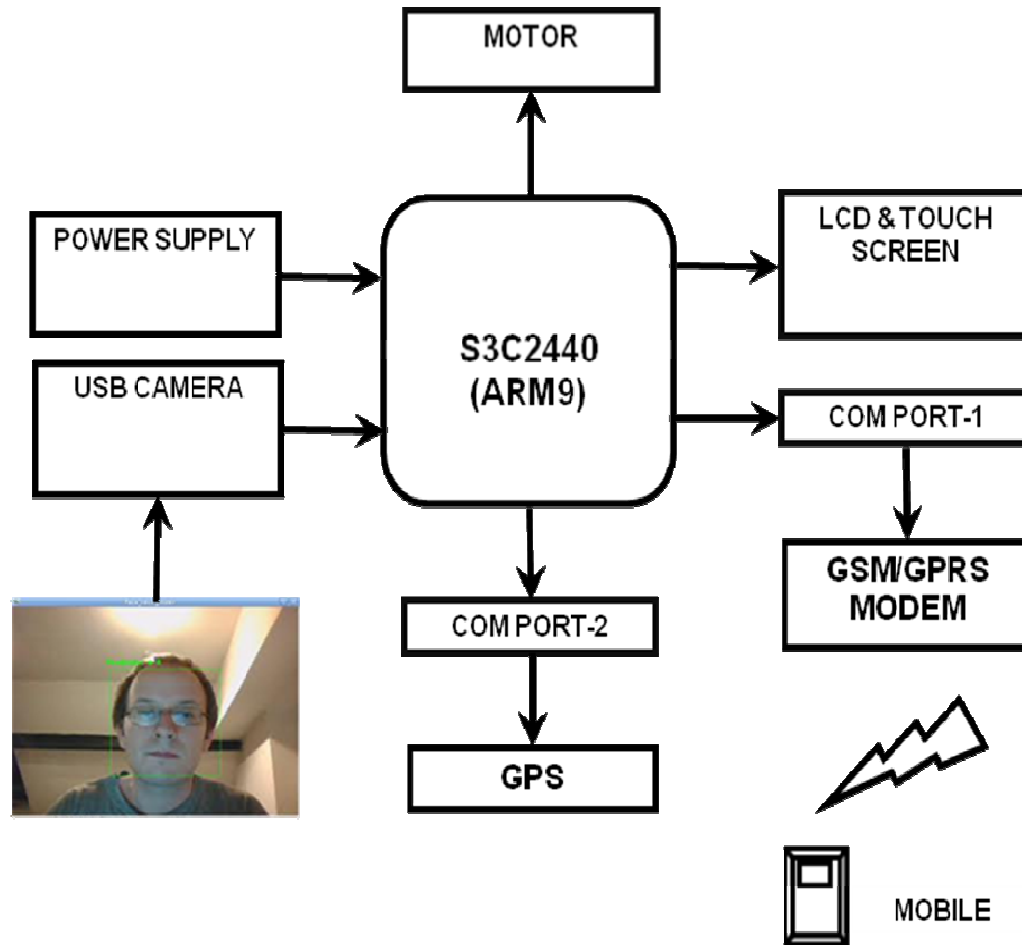 MOTOR
POWER SUPPLY
LCD & TOUCH
SCREEN
S3C2440
(ARM9)
USB CAMERA
COM PORT-1
GSM/GPRS
MODEM
COM PORT-2
GPS
MOBILE